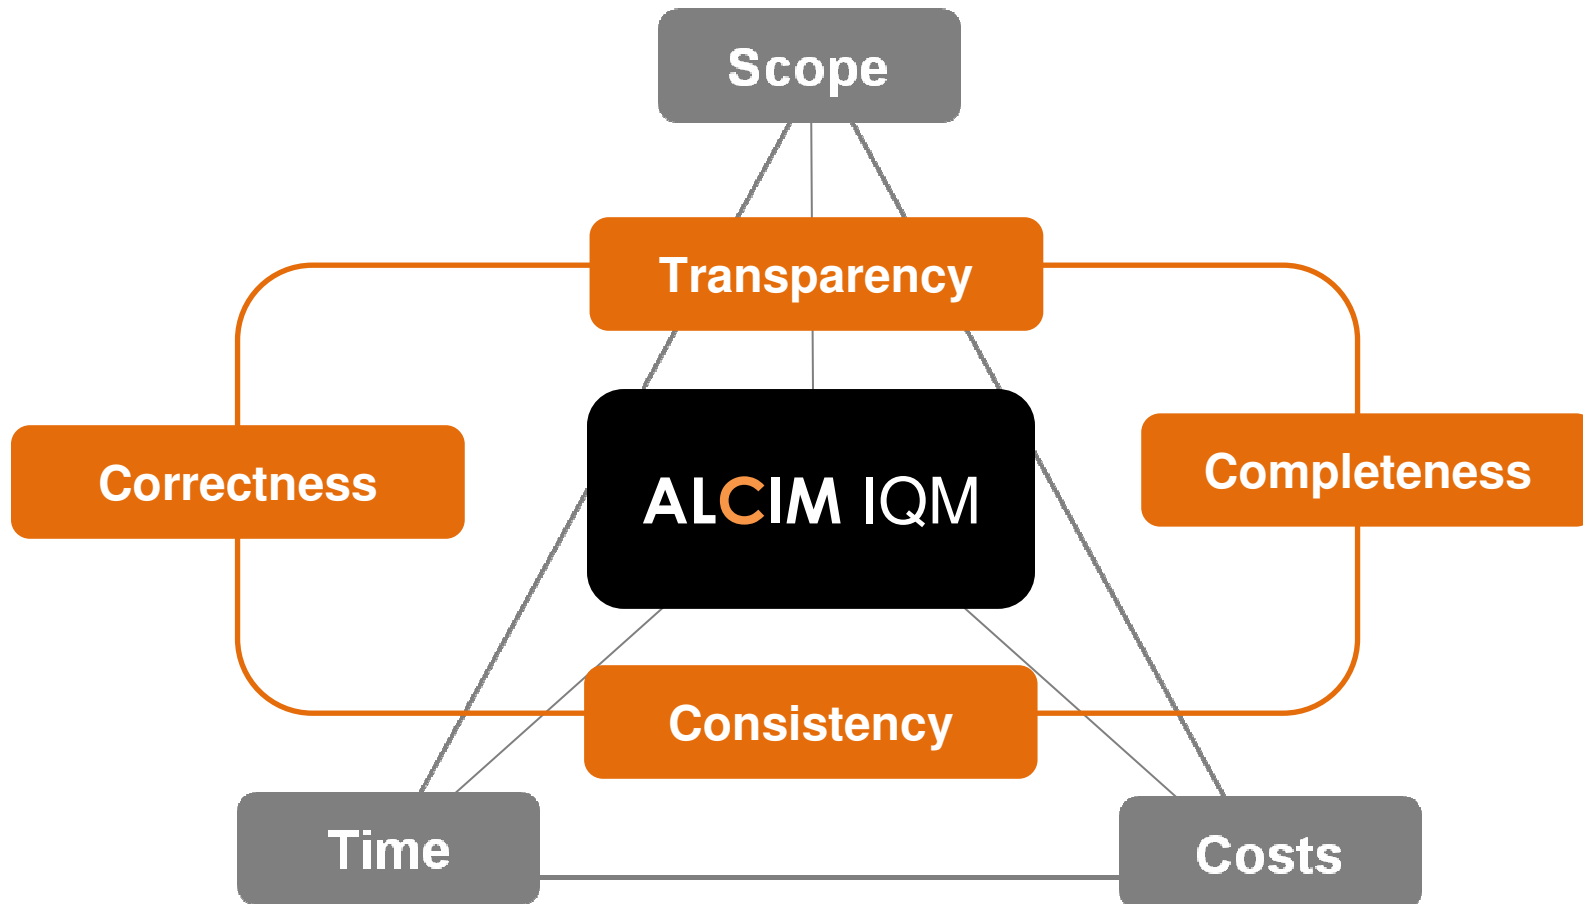 Scope
Transparency
Correctness
ALCIM IQM
Completeness
Consistency
Time
Costs